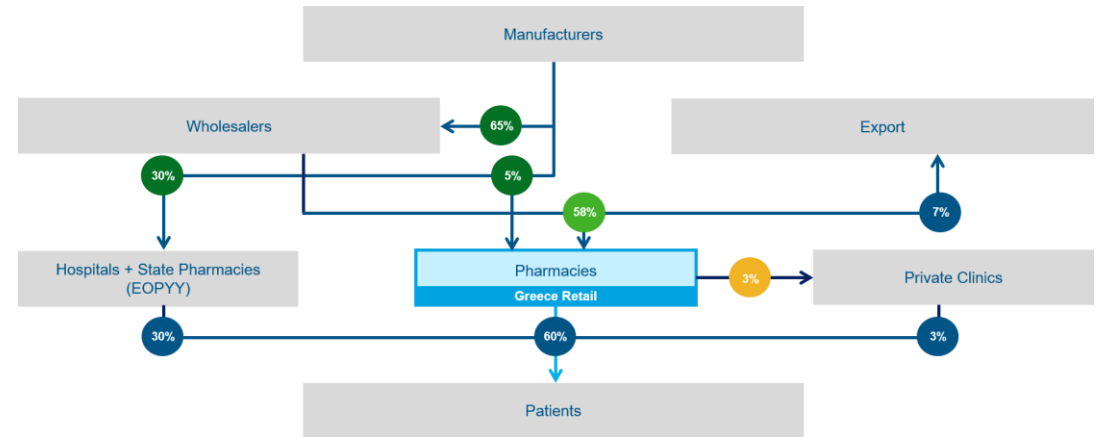 Manufacturers
Wholesalers
65%
Export
30%
5%
58%
7%
Hospitals + State Pharmacies
(EOPYY)
Pharmacies
Greece Retail
3%
Private Clinics
30%
60%
3%
Patients